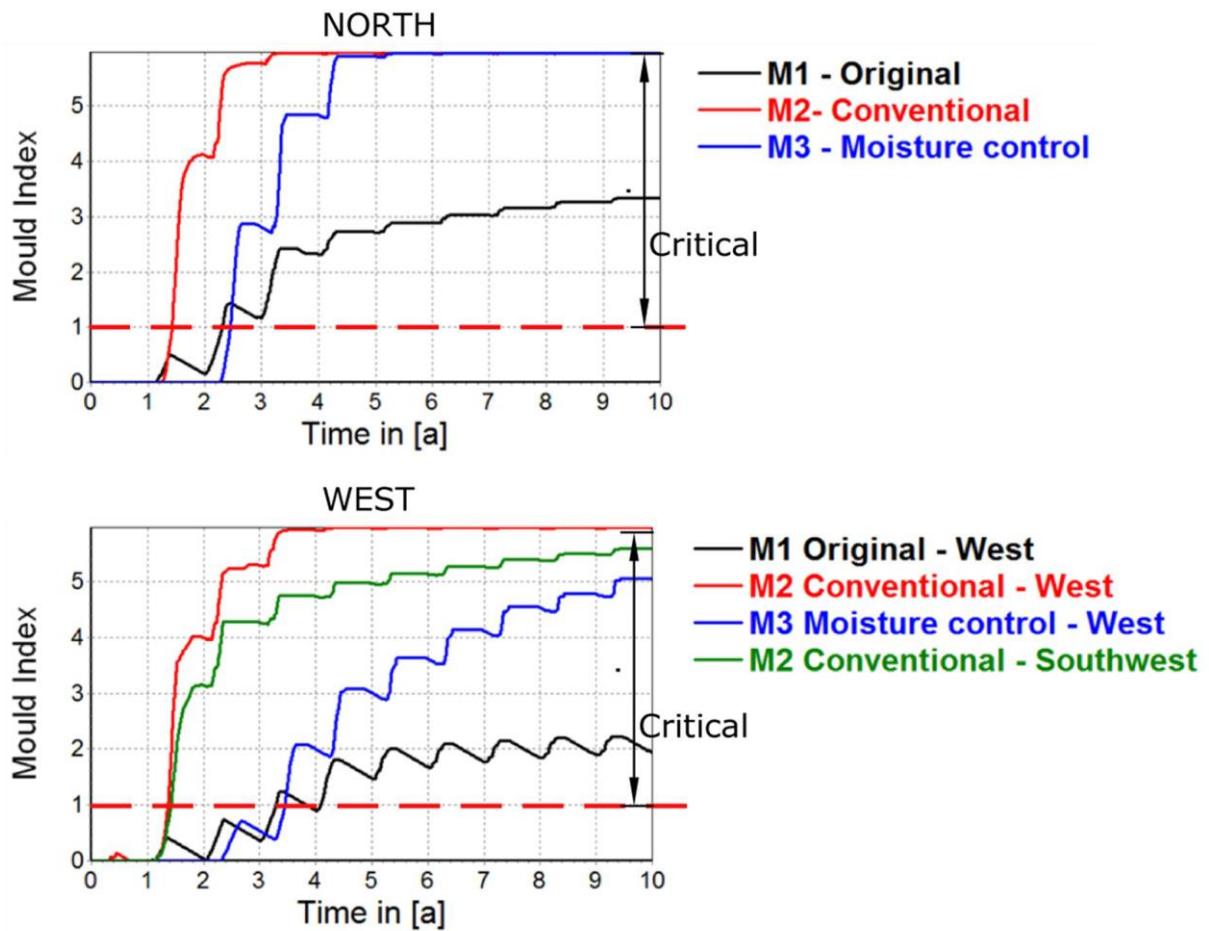 NORTH
M1 - Original
M2- Conventional
M3 - Moisture control
Mould Index
5
4
3
2
1
0
Critical
0 1 2 3 4 5 6 7 8 9 10
Time in [a]
WEST
M1 Original - West
M2 Conventional - West
M3 Moisture control - West
M2 Conventional - Southwest
Mould Index
5
4
3
2
1
0
Critical
0 1 2 3 4 5 6 7 8 9 10
Time in [a]